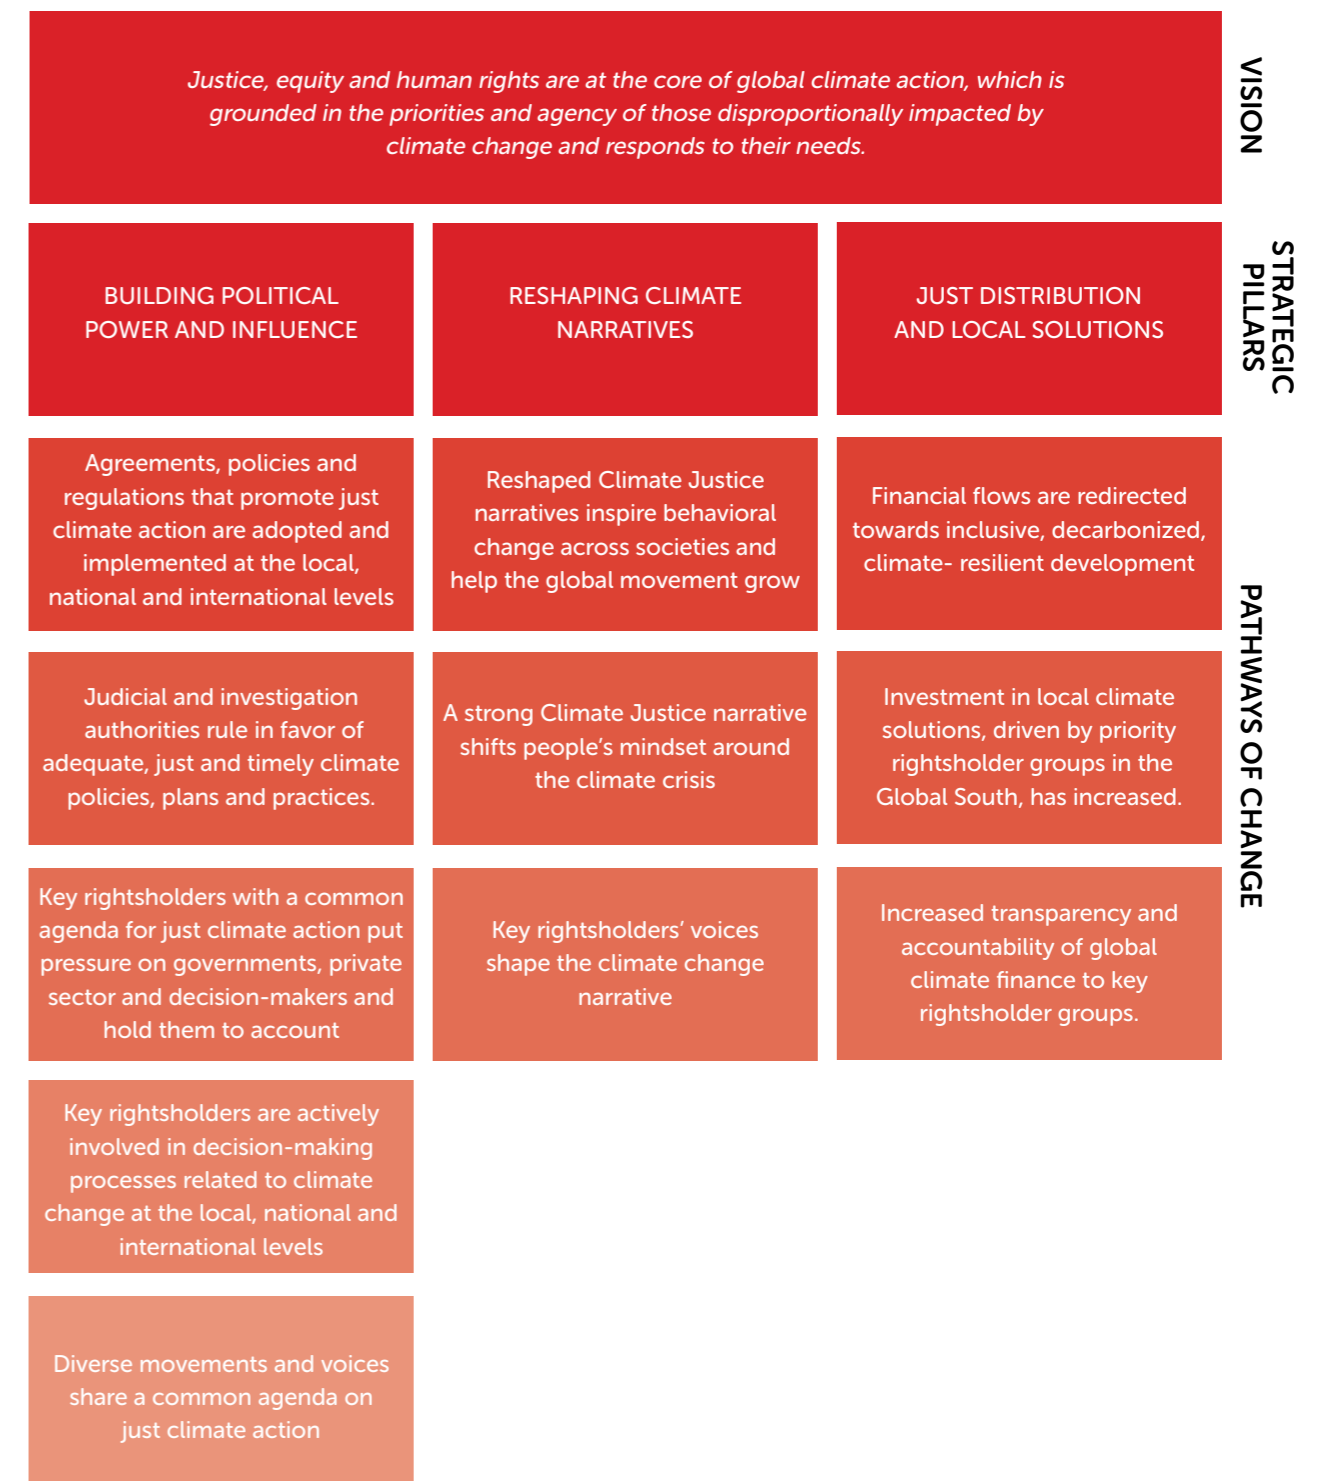 Justice, equity and human rights are at the core of global climate action, which is
grounded in the priorities and agency of those disproportionally impacted by
climate change and responds to their needs.
VISION
BUILDING POLITICAL
POWER AND INFLUENCE
RESHAPING CLIMATE
NARRATIVES
JUST DISTRIBUTION
AND LOCAL SOLUTIONS
STRATEGIC
PILLARS
Agreements, policies and
regulations that promote just
climate action are adopted and
implemented at the local,
national and international levels
Reshaped Climate Justice
narratives inspire behavioral
change across societies and
help the global movement grow
Financial flows are redirected
towards inclusive, decarbonized,
climate- resilient development
PATHWAYS OF CHANGE
Judicial and investigation
authorities rule in favor of
adequate, just and timely climate
policies, plans and practices.
A strong Climate Justice narrative
shifts people’s mindset around
the climate crisis
Investment in local climate
solutions, driven by priority
rightsholder groups in the
Global South, has increased.
Key rightsholders with a common
agenda for just climate action put
pressure on governments, private
sector and decision-makers and
hold them to account
Key rightsholders’ voices
shape the climate change
narrative
Increased transparency and
accountability of global
climate finance to key
rightsholder groups.
Key rightsholders are actively
involved in decision-making
processes related to climate
change at the local, national and
international levels
Diverse movements and voices
share a common agenda on
just climate action